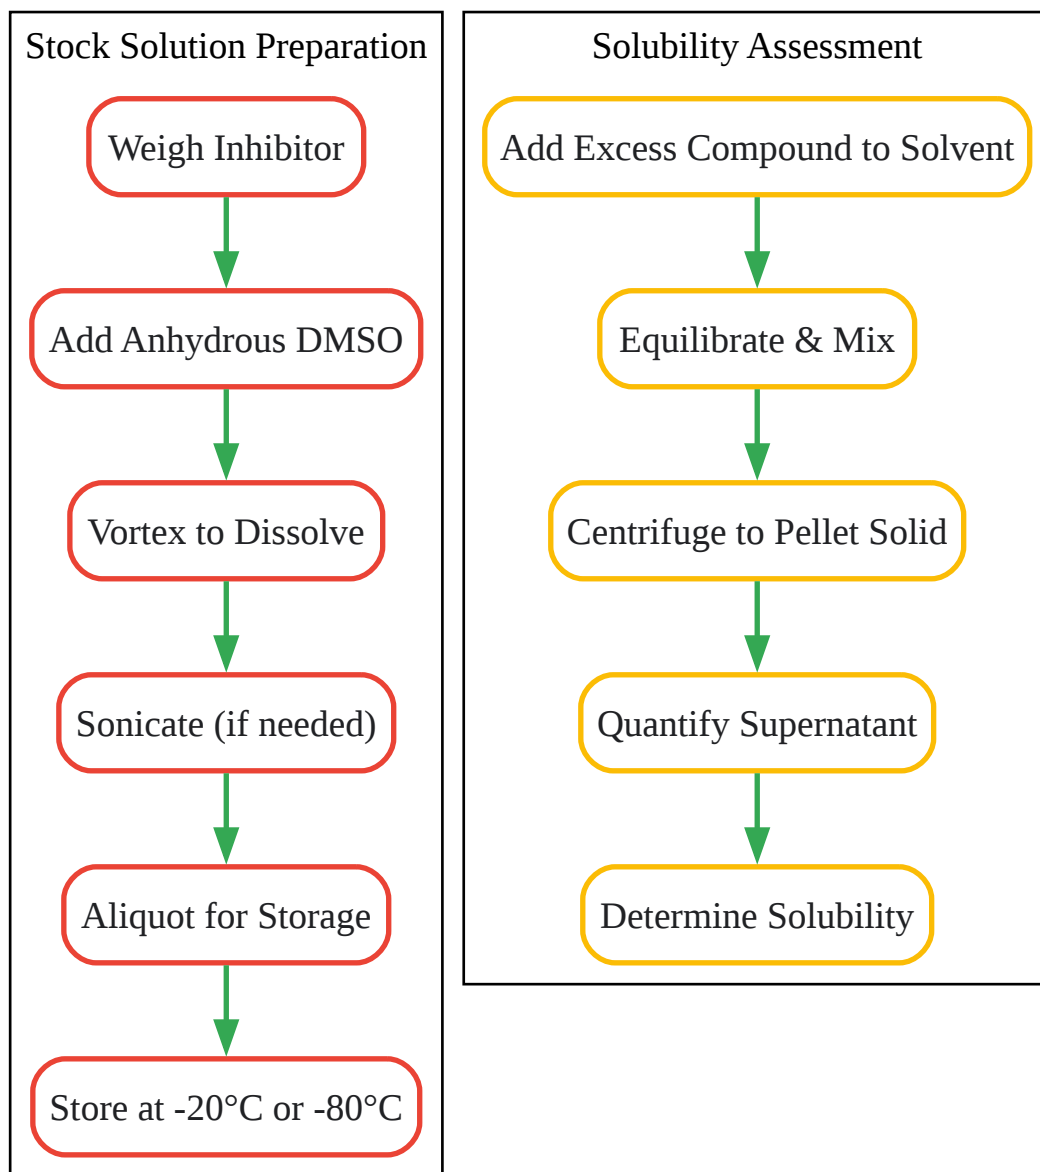 Stock Solution Preparation
Weigh Inhibitor
Add Anhydrous DMSO
Vortex to Dissolve
Sonicate (if needed)
Aliquot for Storage
Store at -20°C or -80°C
Solubility Assessment
Add Excess Compound to Solvent
Equilibrate & Mix
Centrifuge to Pellet Solid
Quantify Supernatant
Determine Solubility